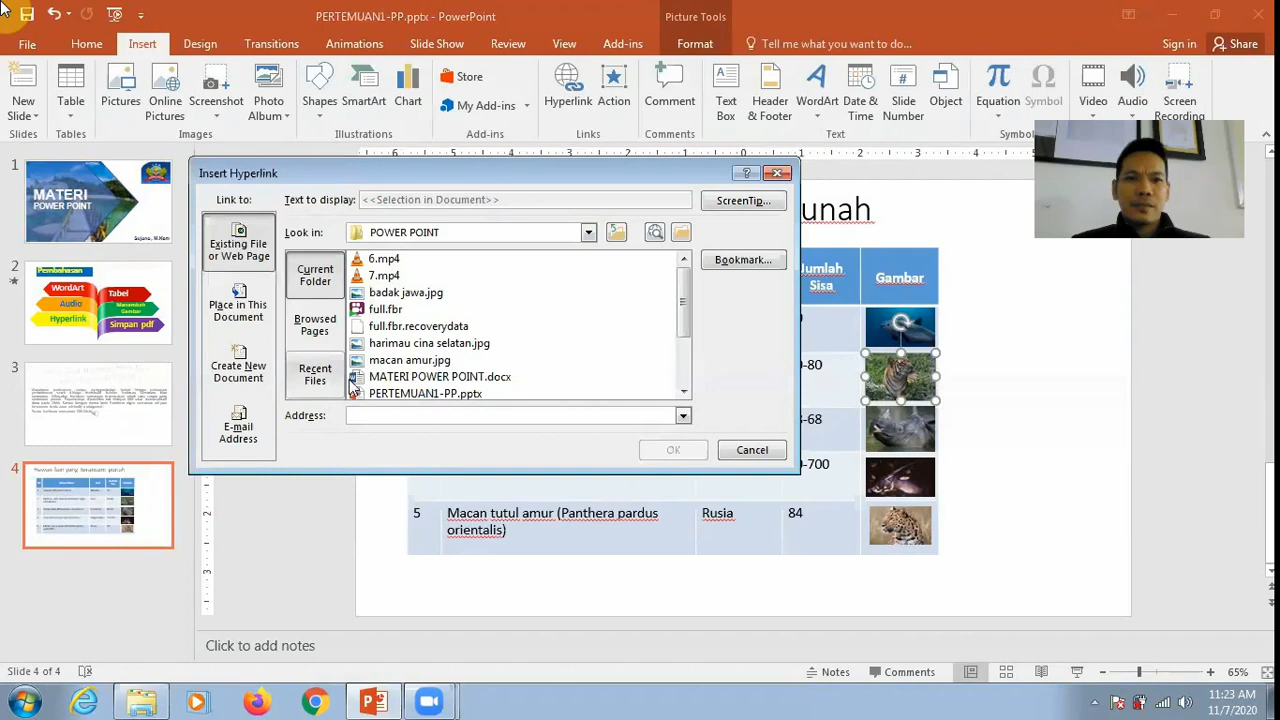 PERTEMUAN1-PP.pptx - PowerPoint
Picture Tools
File
Home
Insert
Design
Transitions
Animations
Slide Show
Review
View
Add-ins
Format
Tell me what you want to do...
Sign in
Share
New Slide
Table
Pictures
Online Pictures
Screenshot
Photo Album
Shapes
SmartArt
Chart
Store
My Add-ins
Hyperlink
Action
Comment
Text Box
Header & Footer
WordArt
Date & Time
Slide Number
Object
Equation
Symbol
Video
Audio
Screen Recording
Slides
Tables
Images
Illustrations
Add-ins
Links
Comments
Text
Symbols
1
MATERI
POWER POINT
2
Pembahasan
WordArt
Tabel
Audio
Menambah Gambar
Hyperlink
Simpan pdf
3
4
Insert Hyperlink
Link to:
Text to display:
<<Selection in Document>>
ScreenTip...
Existing File or Web Page
Look in:
POWER POINT
Bookmark...
Place in This Document
Create New Document
E-mail Address
Current Folder
Browsed Pages
Recent Files
6.mp4
7.mp4
badak jawa.jpg
full.fbr
full.fbr.recoverydata
harimau cina selatan.jpg
macan amur.jpg
MATERI POWER POINT.docx
PERTEMUAN1-PP.pptx
Address:
OK
Cancel
unah
Jumlah Sisa
Gambar
0-80
-68
0-700
5
Macan tutul amur (Panthera pardus
orientalis)
Rusia
84
Click to add notes
Slide 4 of 4
Notes
Comments
65%
11:23 AM
11/7/2020